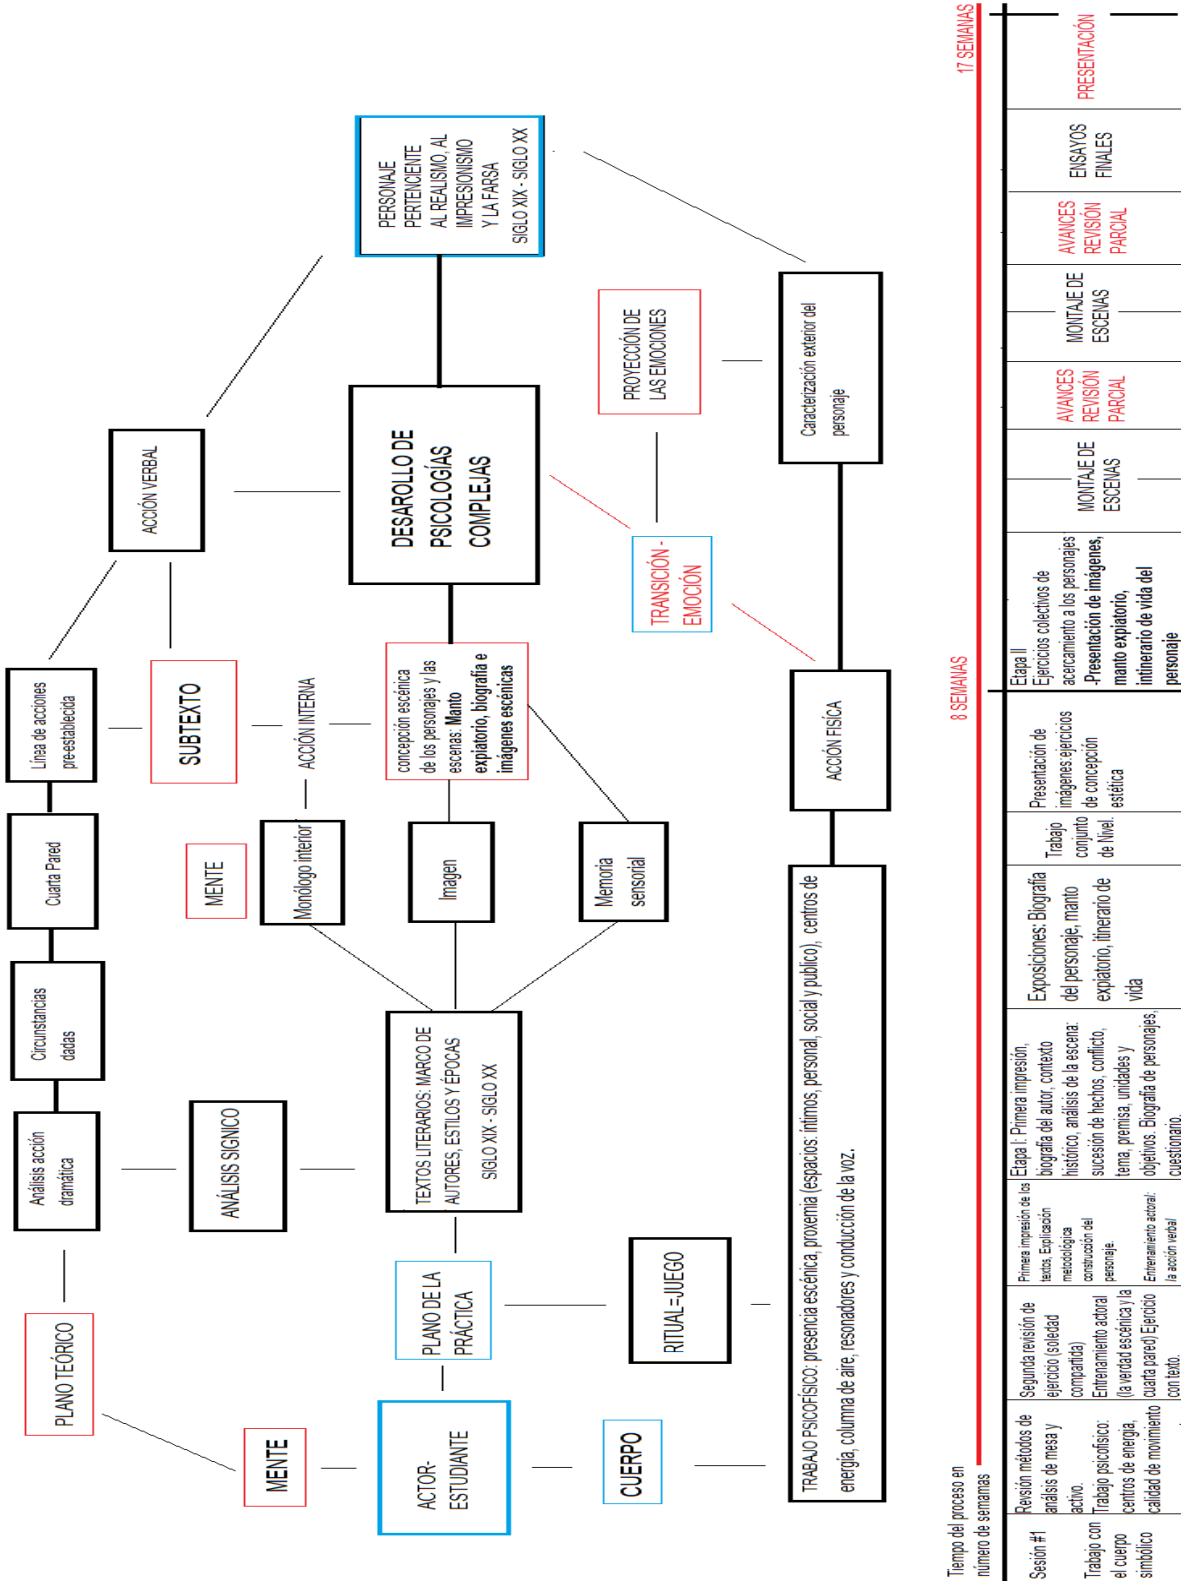 PLANO TEÓRICO
Análisis acción
dramática
Circunstancias
dadas
Cuarta Pared
Línea de acciones
pre-establecida
ANÁLISIS SIGNICO
SUBTEXTO
ACCIÓN VERBAL
MENTE
MENTE
Monólogo interior
ACCIÓN INTERNA
ACTOR-
ESTUDIANTE
PLANO DE LA
PRÁCTICA
TEXTOS LITERARIOS: MARCO DE
AUTORES, ESTILOS Y ÉPOCAS
SIGLO XIX - SIGLO XX
Imagen
concepción escénica
de los personajes y las
escenas: Manto
expiatorio, biografía e
imágenes escénicas
DESAROLLO DE
PSICOLOGÍAS
COMPLEJAS
PERSONAJE
PERTENCIENTE
AL REALISMO, AL
IMPRESIONISMO
Y LA FARSA
SIGLO XIX - SIGLO XX
CUERPO
RITUAL=JUEGO
Memoria
sensorial
TRANSICIÓN -
EMOCIÓN
PROYECCIÓN DE
LAS EMOCIONES
TRABAJO PSICOFÍSICO: presencia escénica, proxemia (espacios: íntimos, personal, social y publico), centros de
energía, columna de aire, resonadores y conducción de la voz.
ACCIÓN FISÍCA
Caracterización exterior del
personaje
Tiempo del proceso en
número de semamas
8 SEMANAS
17 SEMANAS
Sesión #1
Trabajo con
el cuerpo
simbólico
Revsión métodos de
análsis de mesa y
activo.
Trabajo psicofísico:
centros de energía,
calidad de movimiento
Segunda revisión de
ejercicio (soledad
compartida)
Entrenamiento actoral
(la verdad escénica y la
cuarta pared) Ejercicio
con texto.
Primera impresión de los
textos, Explicación
metodológica
construcción del
personaje.
Entrenamiento actoral:
la acción verbal
Etapa I: Primera impresión,
biografía del autor, contexto
histórico, análisis de la escena:
sucesión de hechos, conflicto,
tema, premisa, unidades y
objetivos. Biografía de personajes,
cuestionario.
Exposiciones: Biografía
del personaje, manto
expiatorio, itinerario de
vida
Trabajo
conjunto
de Nivel.
Presentación de
imágenes:ejercicios
de concepción
estética
Etapa II
Ejercicios colectivos de
acercamiento a los personajes
-Presentación de imágenes,
manto expiatorio,
intinerario de vida del
personaje
MONTAJE DE
ESCENAS
AVANCES
REVISIÓN
PARCIAL
MONTAJE DE
ESCENAS
AVANCES
REVISIÓN
PARCIAL
ENSAYOS
FINALES
PRESENTACIÓN